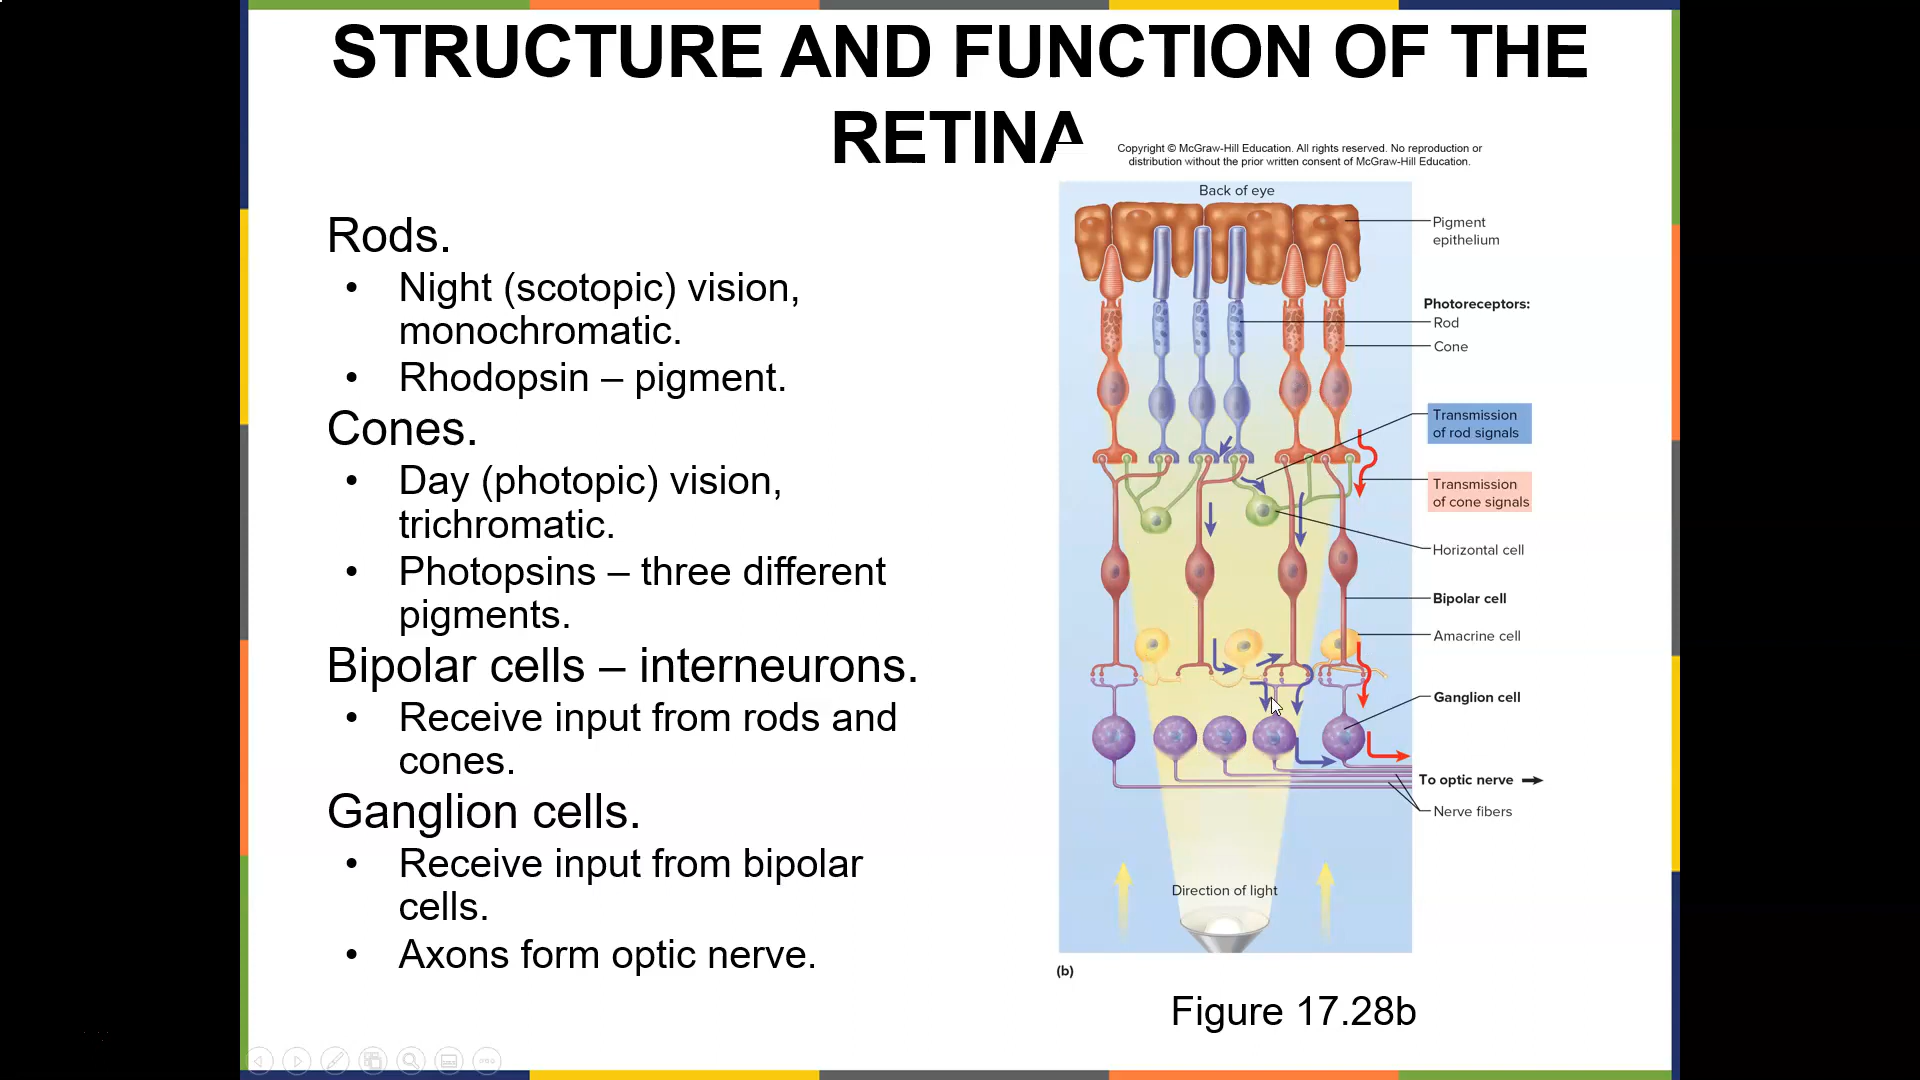 STRUCTURE AND FUNCTION OF THE
RETINA
Copyright © McGraw-Hill Education. All rights reserved. No reproduction or
distribution without the prior written consent of McGraw-Hill Education.
Rods.
• Night (scotopic) vision,
monochromatic.
• Rhodopsin – pigment.
Cones.
• Day (photopic) vision,
trichromatic.
• Photopsins – three different
pigments.
Bipolar cells – interneurons.
• Receive input from rods and
cones.
Ganglion cells.
• Receive input from bipolar
cells.
• Axons form optic nerve.
Back of eye
Pigment
epithelium
Photoreceptors:
Rod
Cone
Transmission
of rod signals
Transmission
of cone signals
Horizontal cell
Bipolar cell
Amacrine cell
Ganglion cell
To optic nerve
Nerve fibers
Direction of light
(b)
Figure 17.28b